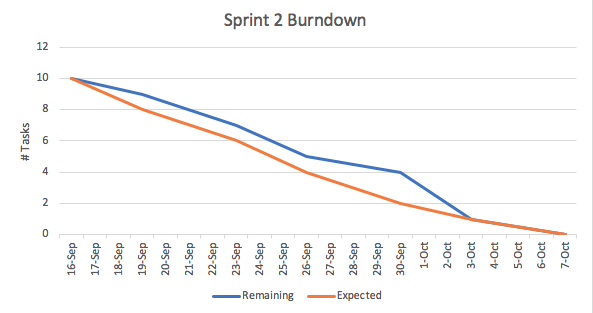 Sprint 2 Burndown
12
10
8
6
4
2
0
# Tasks
16-Sep
17-Sep
18-Sep
19-Sep
20-Sep
21-Sep
22-Sep
23-Sep
24-Sep
25-Sep
26-Sep
27-Sep
28-Sep
29-Sep
30-Sep
1-Oct
2-Oct
3-Oct
4-Oct
5-Oct
6-Oct
7-Oct
Remaining
Expected